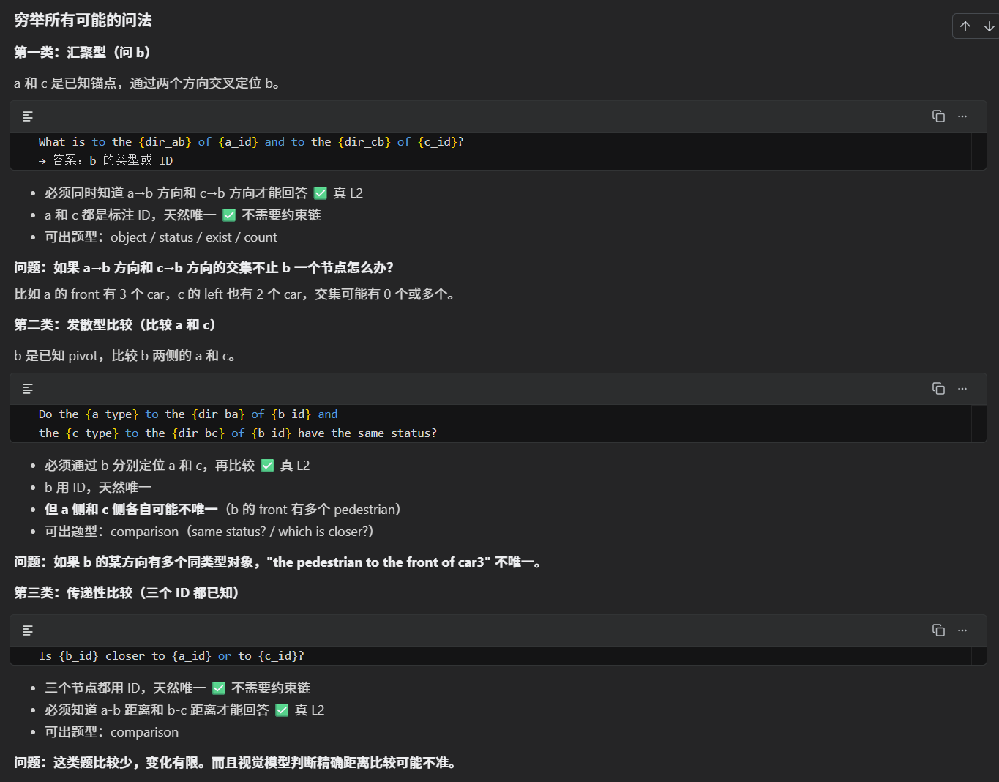 穷举所有可能的问法
第一类：汇聚型（问 b）
a 和 c 是已知锚点，通过两个方向交叉定位 b。
What is to the {dir_ab} of {a_id} and to the {dir_cb} of {c_id}?
→ 答案：b 的类型或 ID
• 必须同时知道 a→b 方向和 c→b 方向才能回答 ✅ 真 L2
• a 和 c 都是标注 ID，天然唯一 ✅ 不需要约束链
• 可出题型：object / status / exist / count
问题：如果 a→b 方向和 c→b 方向的交集不止 b 一个节点怎么办？
比如 a 的 front 有 3 个 car，c 的 left 也有 2 个 car，交集可能有 0 个或多个。
第二类：发散型比较（比较 a 和 c）
b 是已知 pivot，比较 b 两侧的 a 和 c。
Do the {a_type} to the {dir_ba} of {b_id} and
the {c_type} to the {dir_bc} of {b_id} have the same status?
• 必须通过 b 分别定位 a 和 c，再比较 ✅ 真 L2
• b 用 ID，天然唯一
• 但 a 侧和 c 侧各自可能不唯一（b 的 front 有多个 pedestrian）
• 可出题型：comparison（same status? / which is closer?）
问题：如果 b 的某方向有多个同类型对象，"the pedestrian to the front of car3" 不唯一。
第三类：传递性比较（三个 ID 都已知）
Is {b_id} closer to {a_id} or to {c_id}?
• 三个节点都用 ID，天然唯一 ✅ 不需要约束链
• 必须知道 a-b 距离和 b-c 距离才能回答 ✅ 真 L2
• 可出题型：comparison
问题：这类题比较少，变化有限。而且视觉模型判断精确距离比较可能不准。